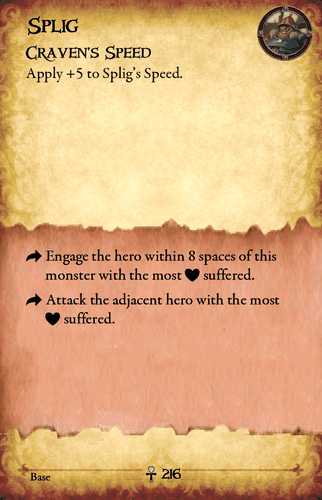 Splig
Craven's Speed
Apply +5 to Splig's Speed.
Engage the hero within 8 spaces of this
monster with the most ♥ suffered.
Attack the adjacent hero with the most
♥ suffered.
Base
216